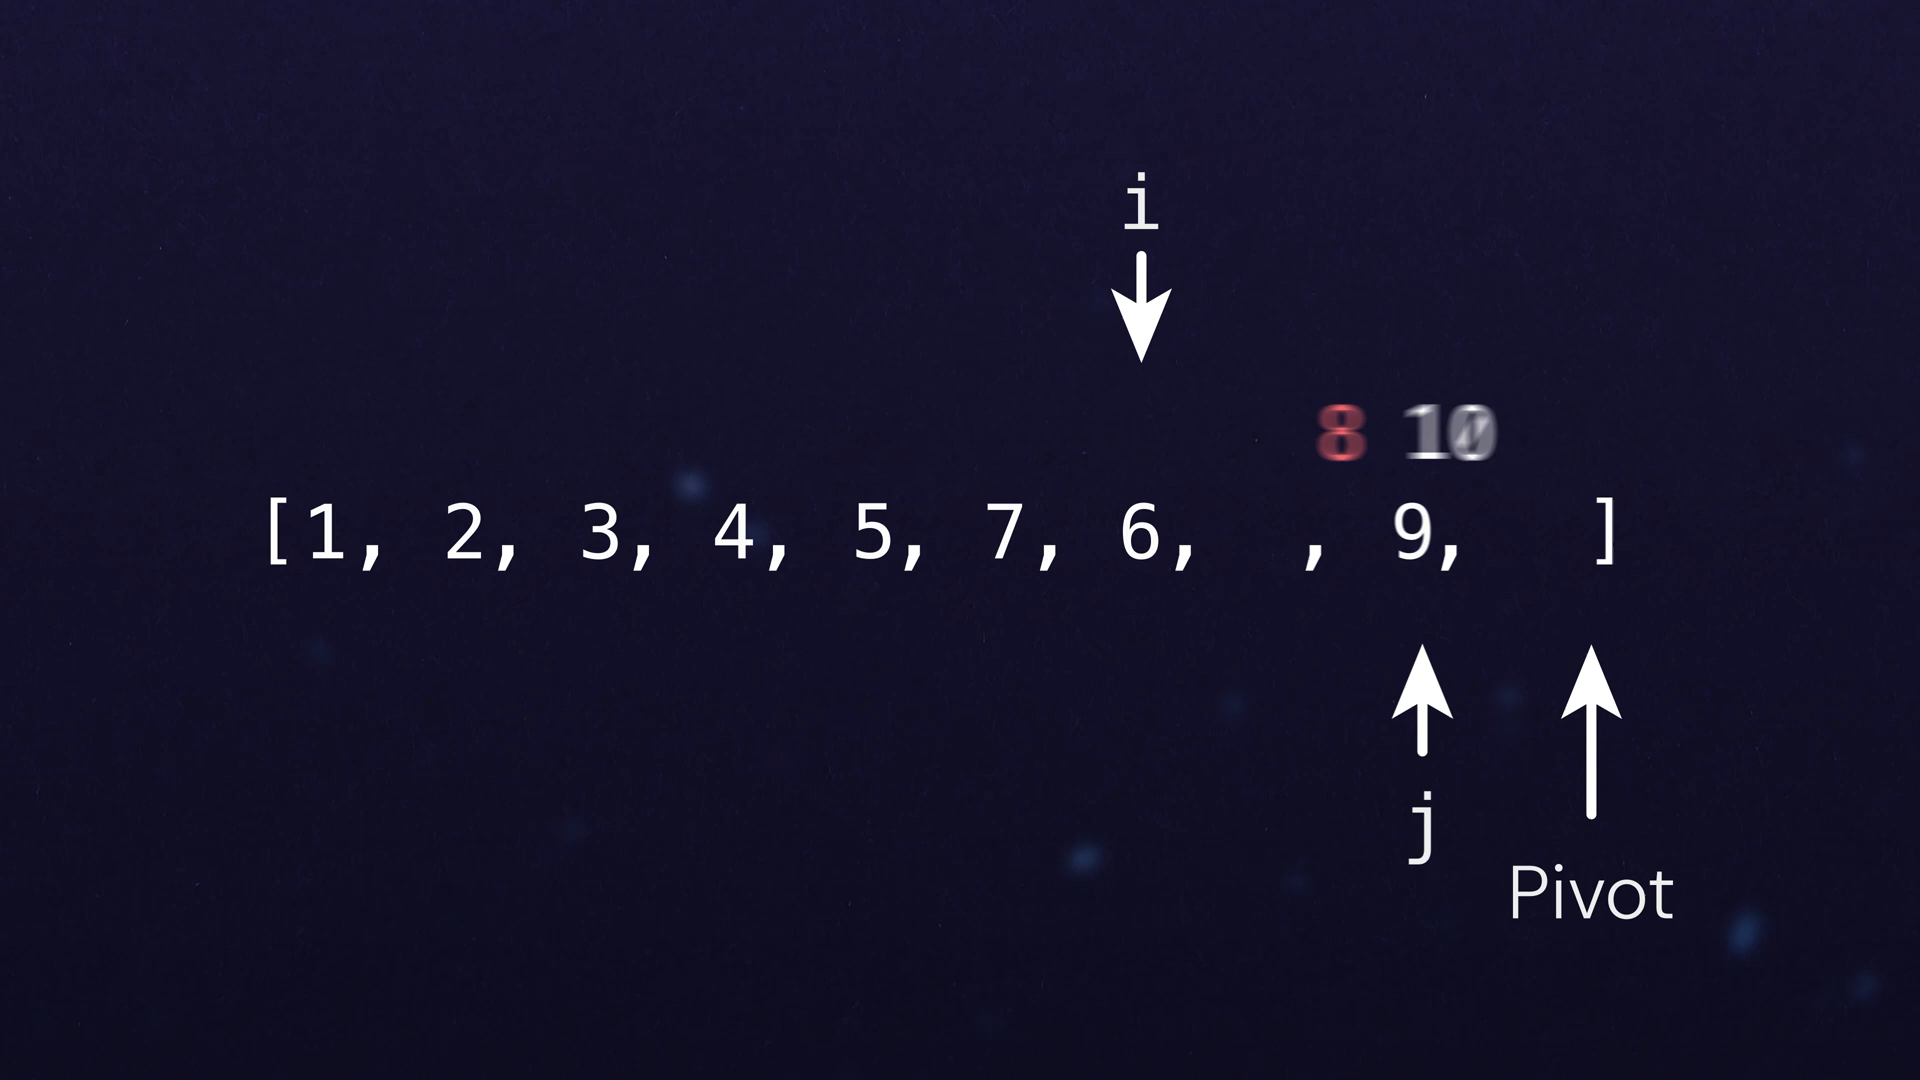 i
8 10
[1, 2, 3, 4, 5, 7, 6, , 9, ]
j
Pivot